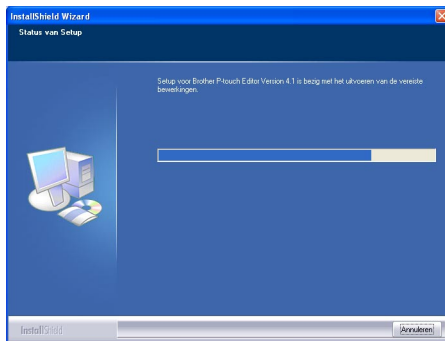 InstallShield Wizard
Status van Setup
Setup voor Brother P-touch Editor Version 4.1 is bezig met het uitvoeren van de vereiste
bewerkingen.
InstallShield
Annuleren